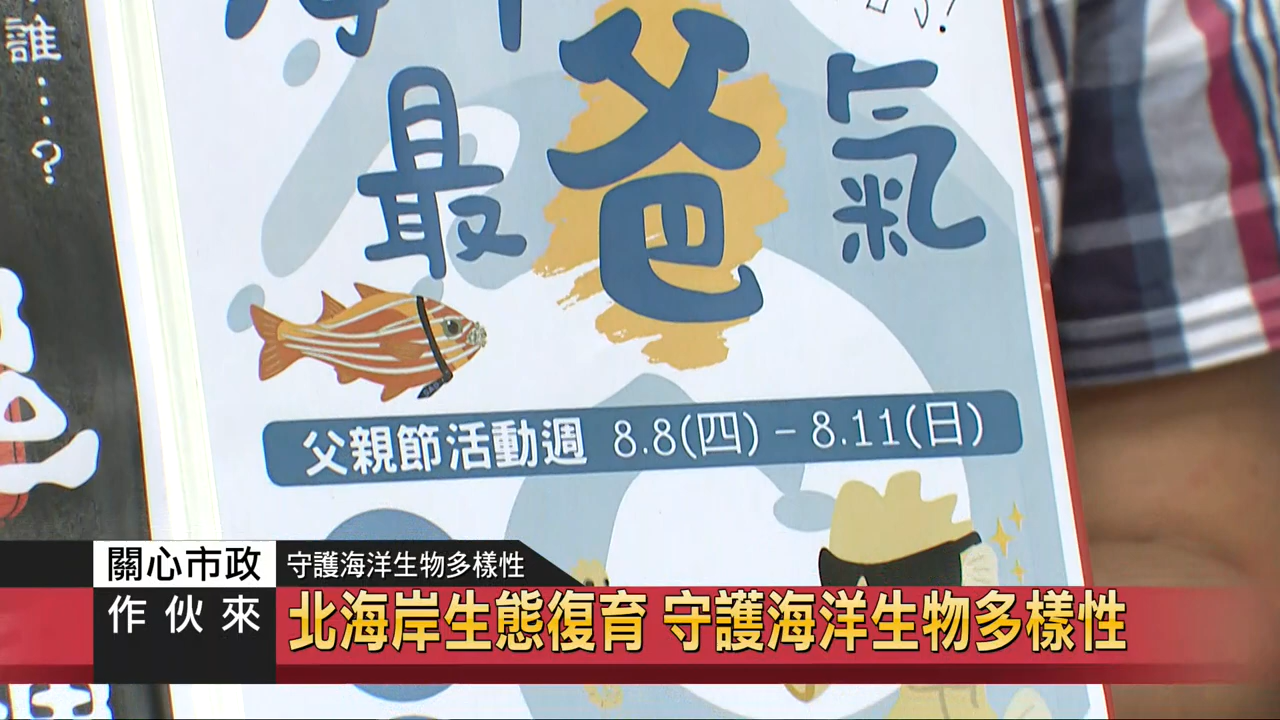 誰⋯⋯?
最爸氣
父親節活動週 8.8(四) – 8.11(日)
關心市政
守護海洋生物多樣性
作伙來
北海岸生態復育 守護海洋生物多樣性